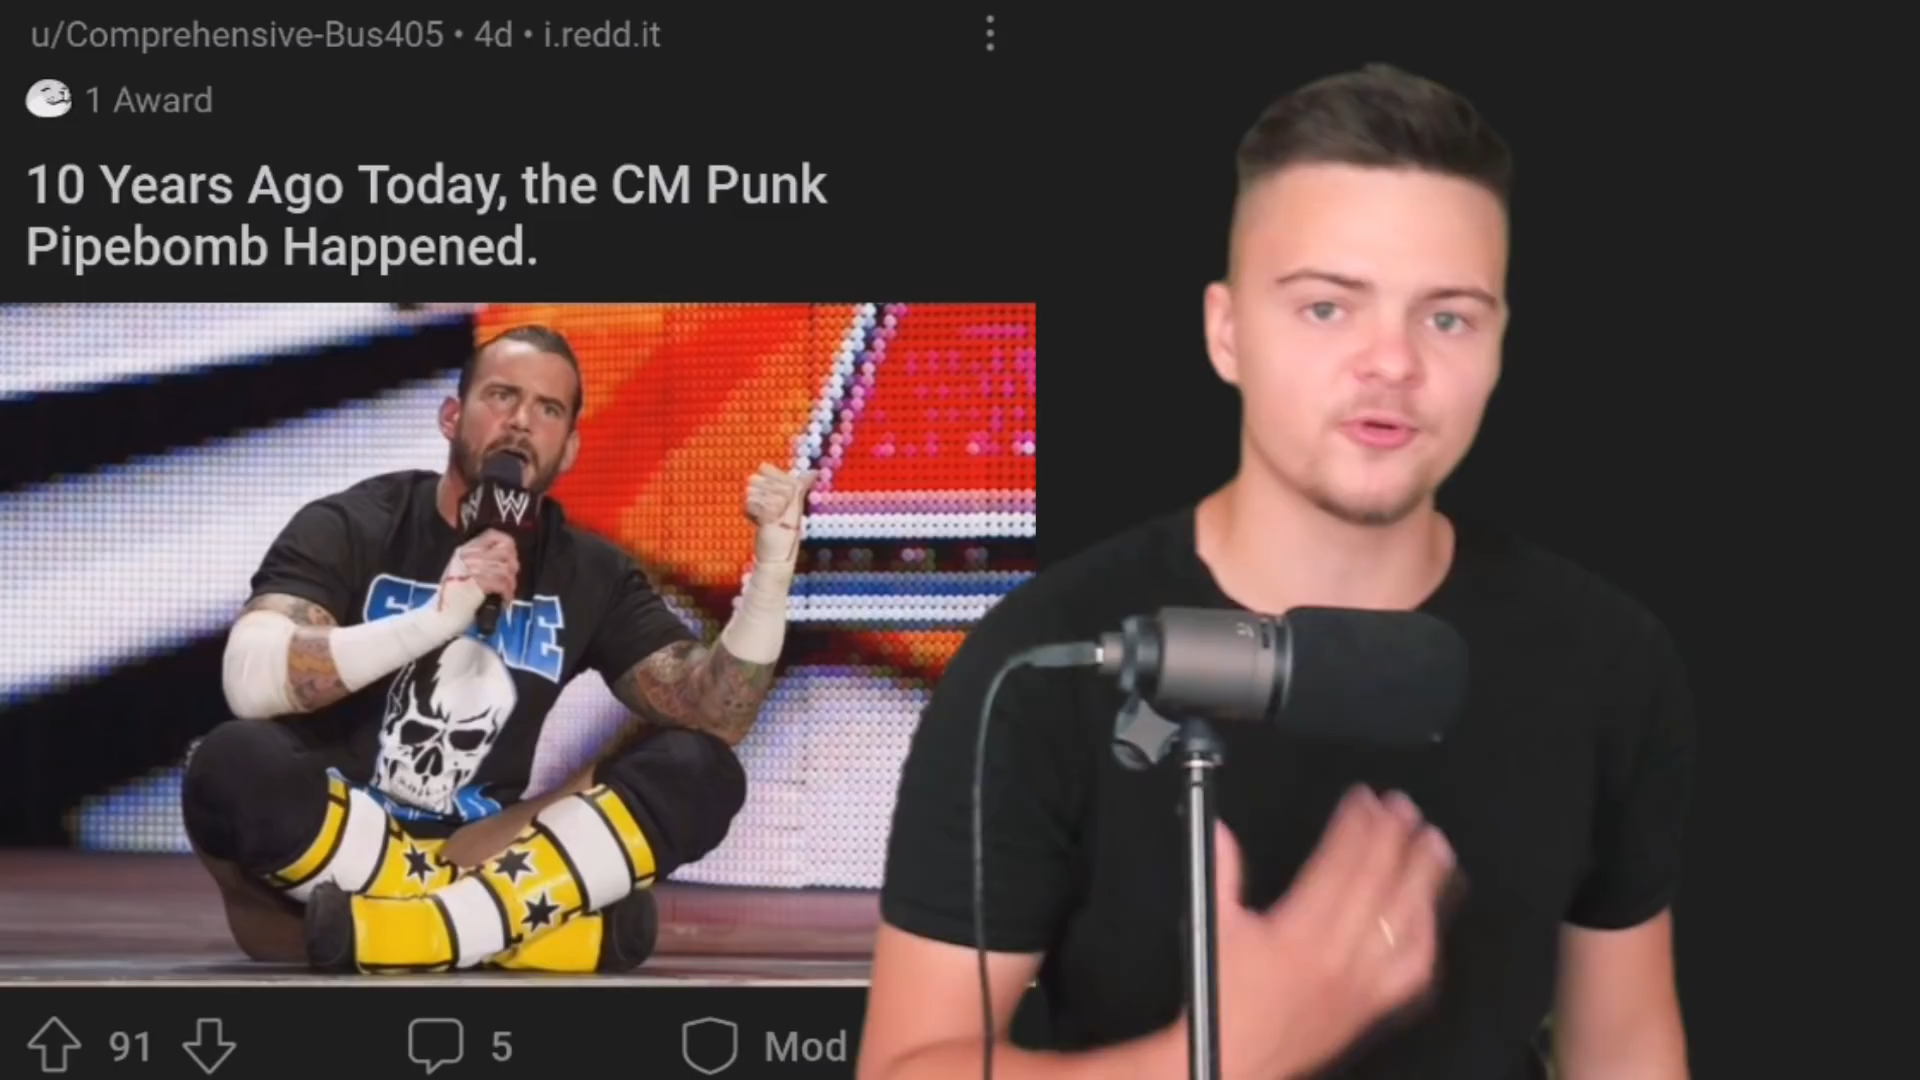 u/Comprehensive-Bus405 • 4d • i.redd.it
1 Award
10 Years Ago Today, the CM Punk
Pipebomb Happened.
W
91
5
Mod